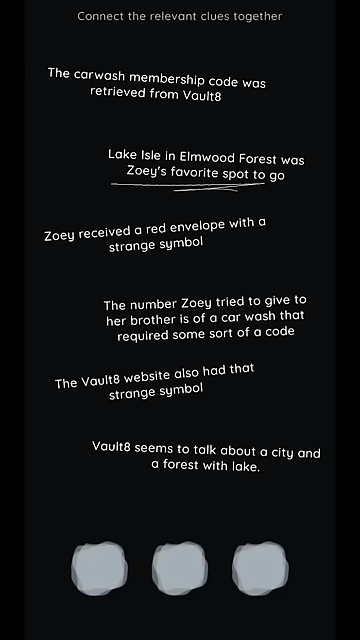 Connect the relevant clues together
The carwash membership code was
retrieved from Vault8
Lake Isle in Elmwood Forest was
Zoey's favorite spot to go
Zoey received a red envelope with a
strange symbol
The number Zoey tried to give to
her brother is of a car wash that
required some sort of a code
The Vault8 website also had that
strange symbol
Vault8 seems to talk about a city and
a forest with lake.